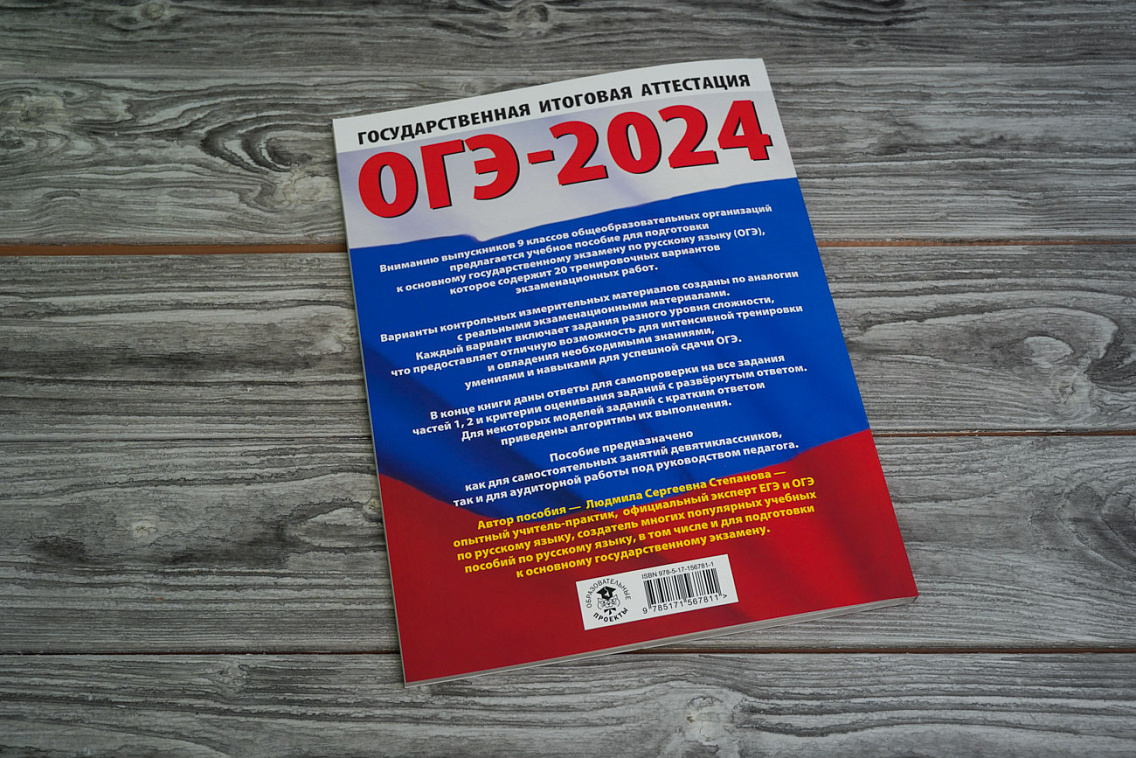 ГОСУДАРСТВЕННАЯ ИТОГОВАЯ АТТЕСТАЦИЯ
ОГЭ-2024
Вниманию выпускников 9 классов общеобразовательных организаций
предлагается учебное пособие для подготовки
к основному государственному экзамену по русскому языку (ОГЭ),
которое содержит 20 тренировочных вариантов
экзаменационных работ.
Варианты контрольных измерительных материалов созданы по аналогии
с реальными экзаменационными материалами.
Каждый вариант включает задания разного уровня сложности,
что предоставляет отличную возможность для интенсивной тренировки
и овладения необходимыми знаниями,
умениями и навыками для успешной сдачи ОГЭ.
В конце книги даны ответы для самопроверки на все задания
частей 1, 2 и критерии оценивания заданий с развёрнутым ответом.
Для некоторых моделей заданий с кратким ответом
приведены алгоритмы их выполнения.
Пособие предназначено
как для самостоятельных занятий девятиклассников,
так и для аудиторной работы под руководством педагога.
Автор пособия — Людмила Сергеевна Степанова —
опытный учитель-практик, официальный эксперт ЕГЭ и ОГЭ
по русскому языку, создатель многих популярных учебных
пособий по русскому языку, в том числе и для подготовки
к основному государственному экзамену.
ОБРАЗОВАТЕЛЬНЫЕ
ПРОЕКТЫ
ISBN 978-5-17-156781-1
9 785171 567811 >